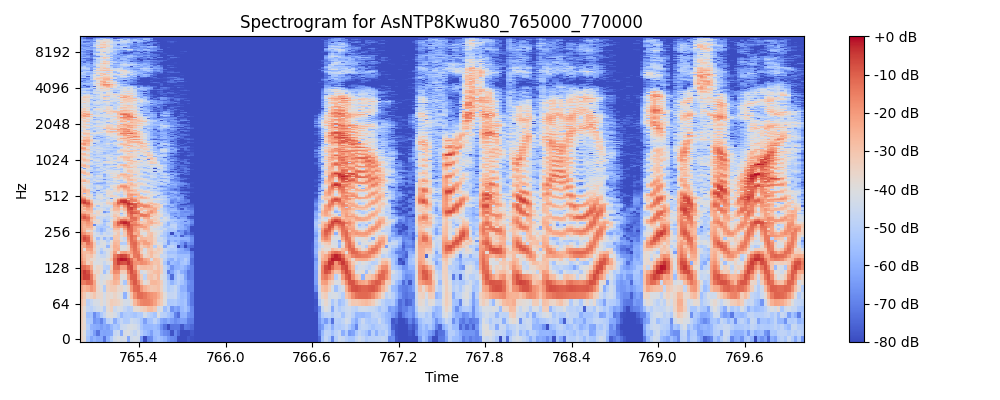 Spectrogram for AsNTP8Kwu80_765000_770000
8192
4096
2048
1024
512
256
128
64
0
Hz
765.4 766.0 766.6 767.2 767.8 768.4 769.0 769.6
Time
+0 dB
-10 dB
-20 dB
-30 dB
-40 dB
-50 dB
-60 dB
-70 dB
-80 dB